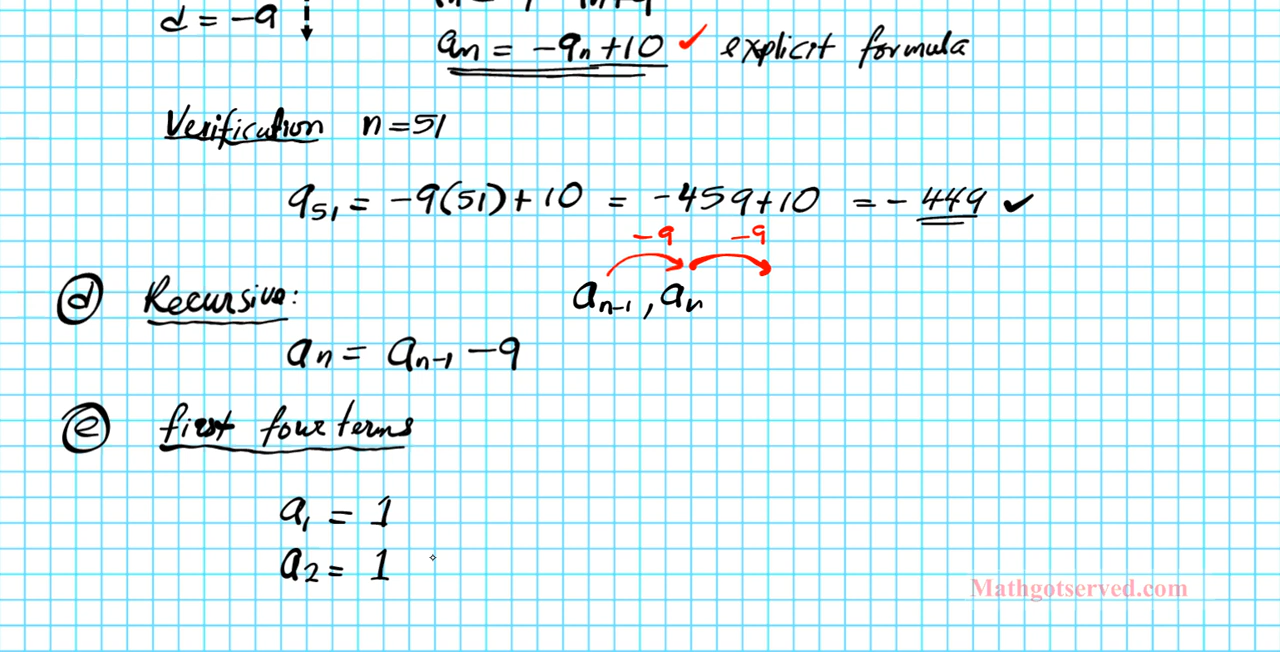 d = -9
an = -9n +10 ✓ explicit formula
Verification n = 51
a51 = -9(51) + 10 = -459 + 10 = -449 ✓
-9 -9
d Recursive: an-1 , an
an = an-1 -9
e first four terms
a1 = 1
a2 = 1
Mathgotserved.com